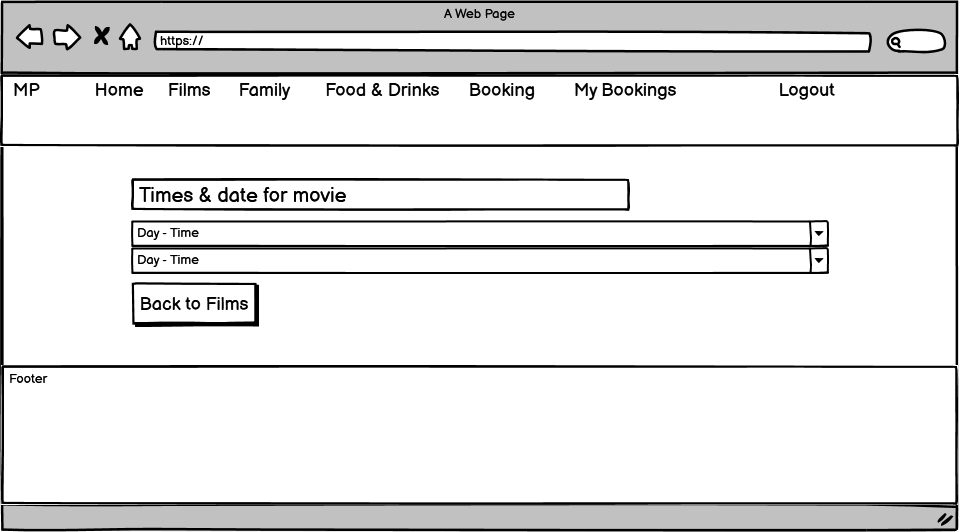 A Web Page
https://
MP Home Films Family Food & Drinks Booking My Bookings Logout
Times & date for movie
Day - Time
Day - Time
Back to Films
Footer